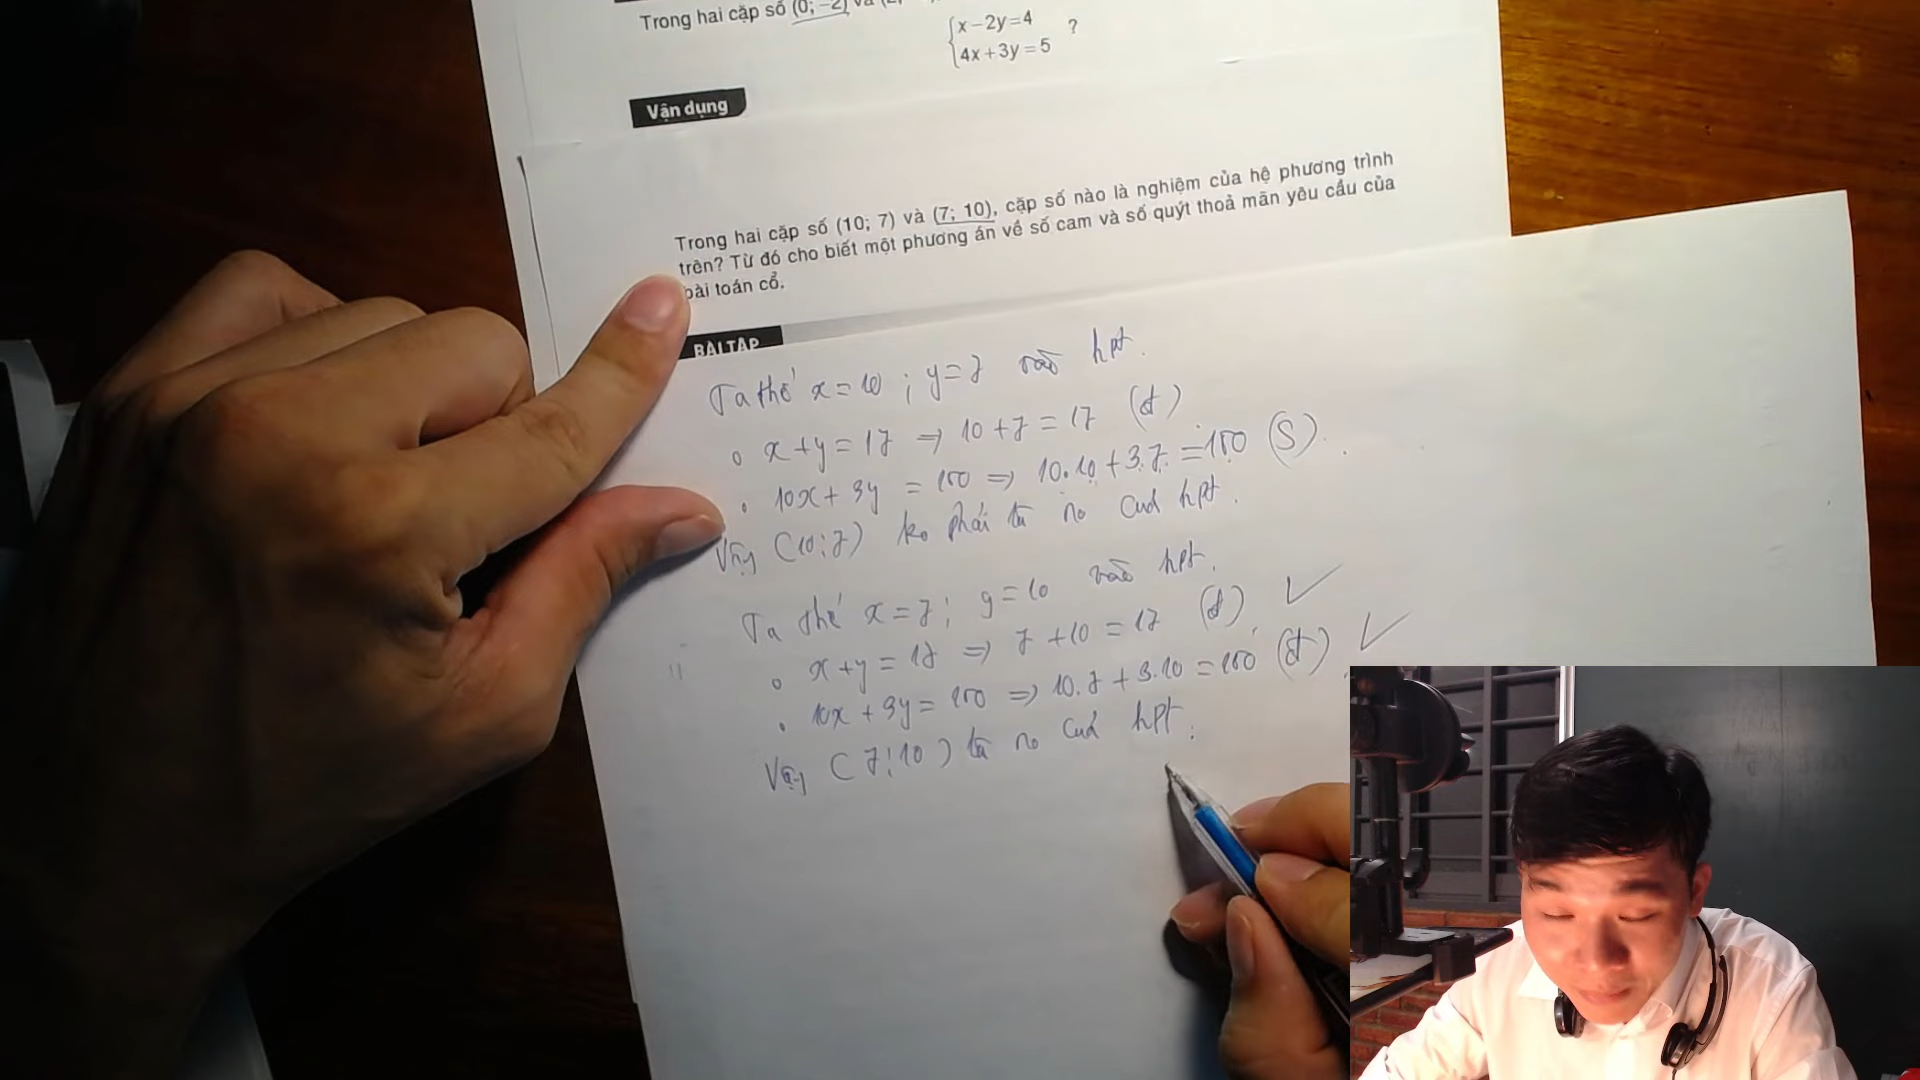 Trong hai cặp số (0; −2) và (2;
{x − 2y = 4
4x + 3y = 5 ?
Vận dụng
Trong hai cặp số (10; 7) và (7; 10), cặp số nào là nghiệm của hệ phương trình
trên? Từ đó cho biết một phương án về số cam và số quýt thoả mãn yêu cầu của
bài toán cổ.
BÀI TẬP
Ta thế x = 10 ; y = 7 vào hpt.
x + y = 17 ⇒ 10 + 7 = 17 (đ)
10x + 3y = 100 ⇒ 10.10 + 3.7 = 100 (S).
Vậy (10; 7) ko phải là no của hpt.
Ta thế x = 7; y = 10 vào hpt.
x + y = 17 ⇒ 7 + 10 = 17 (đ) ✓
10x + 3y = 100 ⇒ 10.7 + 3.10 = 100 (đ) ✓
Vậy (7; 10) là no của hpt.